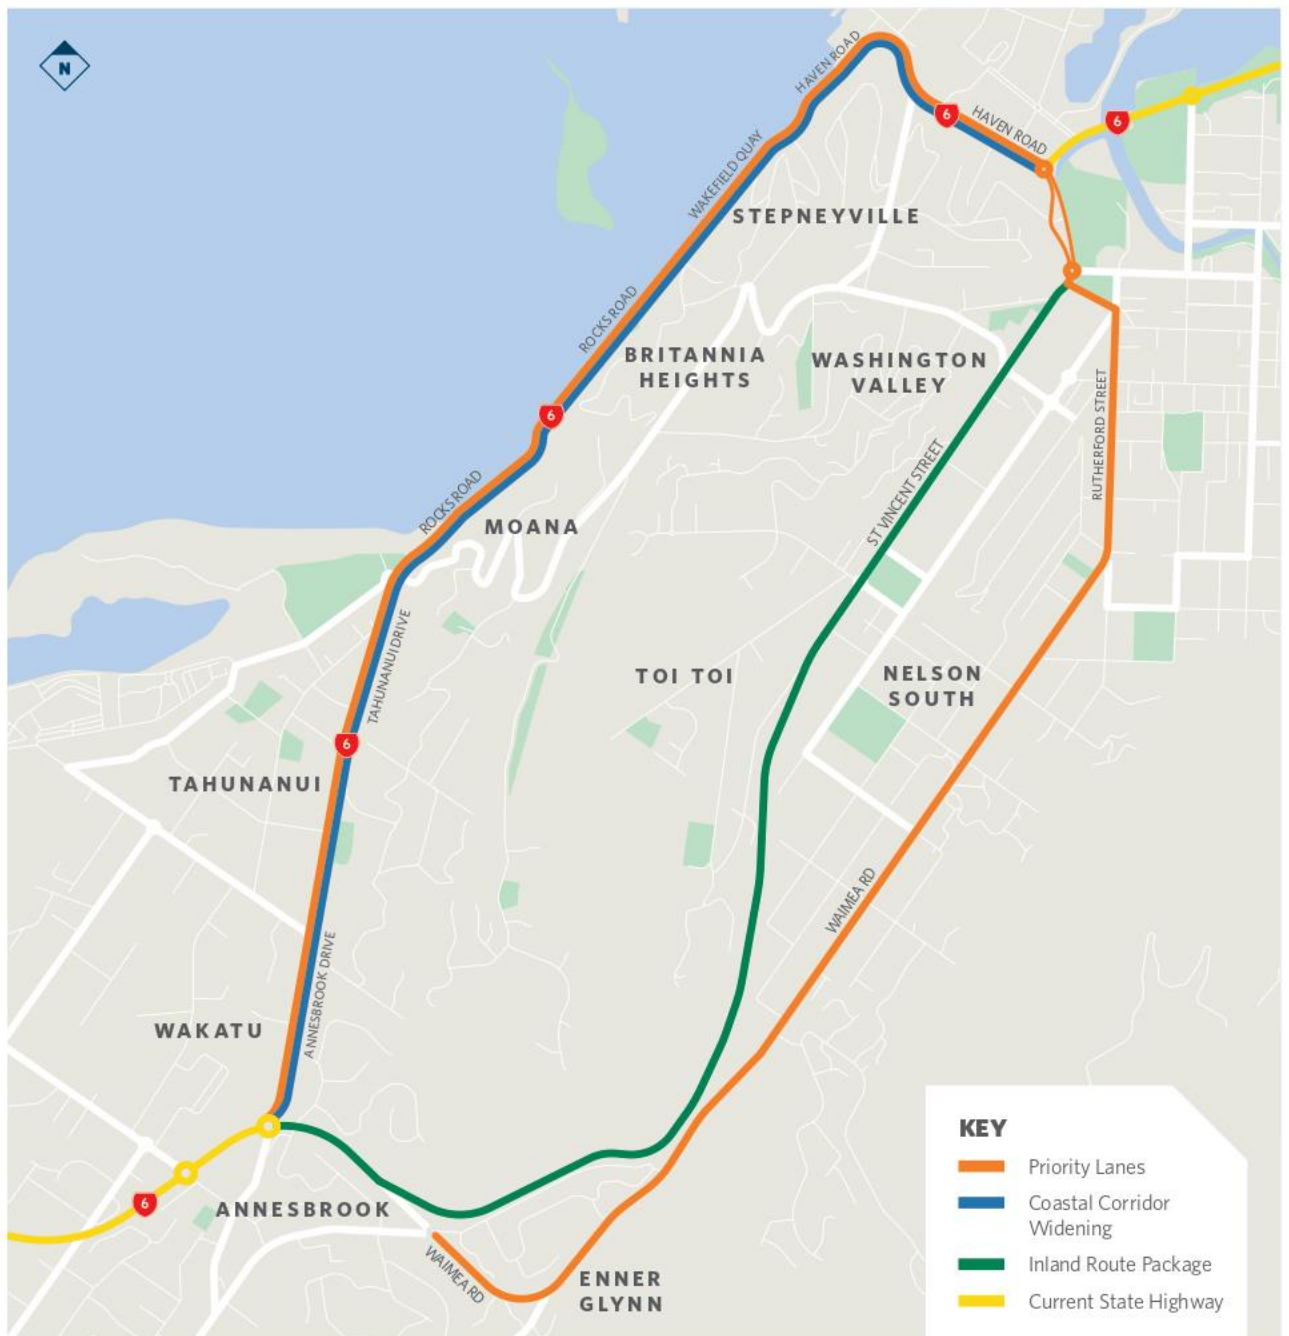 N
HAVEN ROAD
6
HAVEN ROAD
6
WAKEFIELD QUAY
STEPNEYVILLE
ROCKS ROAD
BRITANNIA
HEIGHTS
WASHINGTON
VALLEY
RUTHERFORD STREET
6
ST VINCENT STREET
ROCKS ROAD
MOANA
TAHUNANUI DRIVE
TOI TOI
NELSON
SOUTH
6
TAHUNANUI
WAIMEA RD
ANNESBROOK DRIVE
WAKATU
6
ANNESBROOK
WAIMEA RD
ENNER
GLYNN
KEY
Priority Lanes
Coastal Corridor
Widening
Inland Route Package
Current State Highway